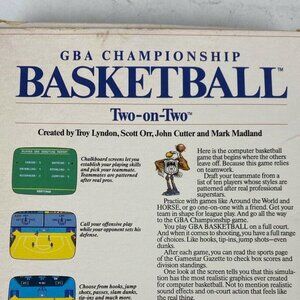 GBA CHAMPIONSHIP
BASKETBALL™
Two-on-Two™
Created by Troy Lyndon, Scott Orr, John Cutter and Mark Madland
Chalkboard screens let you
establish your playing skills
and pick your teammate.
Teammates are patterned
after real pros.
Call your offensive play
while your opponent sets his
defense.
Choose from hooks, jump
shots, passes, slam dunks,
tip-ins and much more.
Here is the computer basketball
game that begins where the others
leave off. Because this game relies
on teamwork.
Draft your teammate from a
list of ten players whose styles are
patterned after real professional
superstars.
Practice with games like Around the World and
HORSE, or go one-on-one with a friend. Get your
team in shape for league play. And go all the way
to the GBA Championship game.
You play GBA BASKETBALL on a full court.
And when it comes to shooting, you have a full range
of choices. Like hooks, tip-ins, jump shots—even
dunks.
After each game, you can read the sports page
of the Gamestar Gazette to check box scores and
division standings.
One look at the screen tells you that this simula-
tion has the most realistic graphics ever created
for computer basketball. Not to mention realistic
sound effects and non-court action that feels like
the real thing.